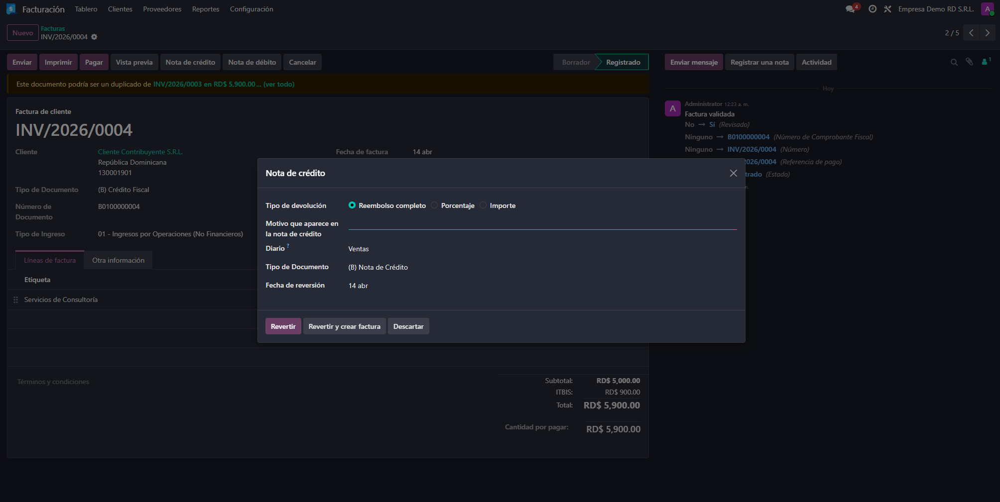 Facturación Tablero Clientes Proveedores Reportes Configuración
4
Empresa Demo RD S.R.L.
A
Nuevo
Facturas
INV/2026/0004
2 / 5
Enviar Imprimir Pagar Vista previa Nota de crédito Nota de débito Cancelar
Borrador Registrado
Enviar mensaje Registrar una nota Actividad
1
Este documento podría ser un duplicado de INV/2026/0003 en RD$ 5,900.00... (ver todo)
Hoy
Factura de cliente
INV/2026/0004
Cliente
Cliente Contribuyente S.R.L.
República Dominicana
130001901
Fecha de factura
14 abr
Tipo de Documento
(B) Crédito Fiscal
Número de
Documento
B0100000004
Tipo de Ingreso
01 - Ingresos por Operaciones (No Financieros)
Líneas de factura
Otra información
Etiqueta
Servicios de Consultoría
Términos y condiciones
Subtotal: RD$ 5,000.00
ITBIS: RD$ 900.00
Total: RD$ 5,900.00
Cantidad por pagar: RD$ 5,900.00
A
Administrator 12:23 a. m.
Factura validada
No → Sí (Revisado)
Ninguno → B0100000004 (Número de Comprobante Fiscal)
Ninguno → INV/2026/0004 (Número)
2026/0004 (Referencia de pago)
trado (Estado)
Nota de crédito
Tipo de devolución
Reembolso completo Porcentaje Importe
Motivo que aparece en
la nota de crédito
Diario ?
Ventas
Tipo de Documento
(B) Nota de Crédito
Fecha de reversión
14 abr
Revertir Revertir y crear factura Descartar